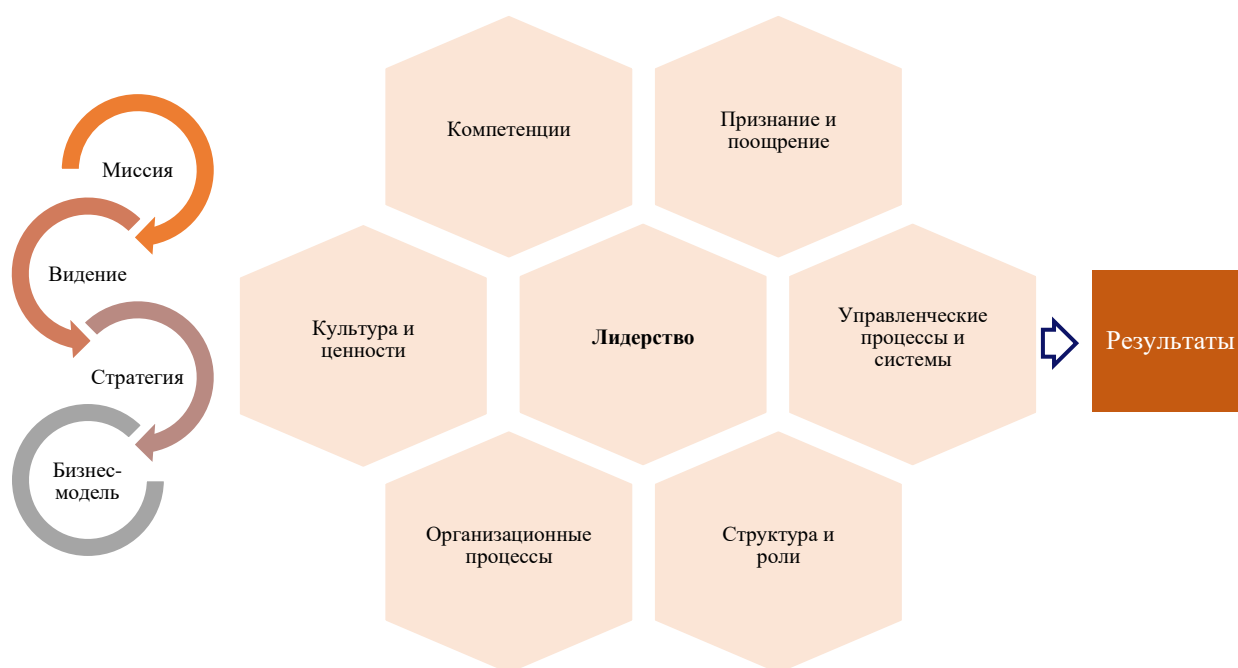 Миссия
Видение
Стратегия
Бизнес-
модель
Компетенции
Признание и
поощрение
Культура и
ценности
Лидерство
Управленческие
процессы и
системы
Организационные
процессы
Структура и
роли
Результаты